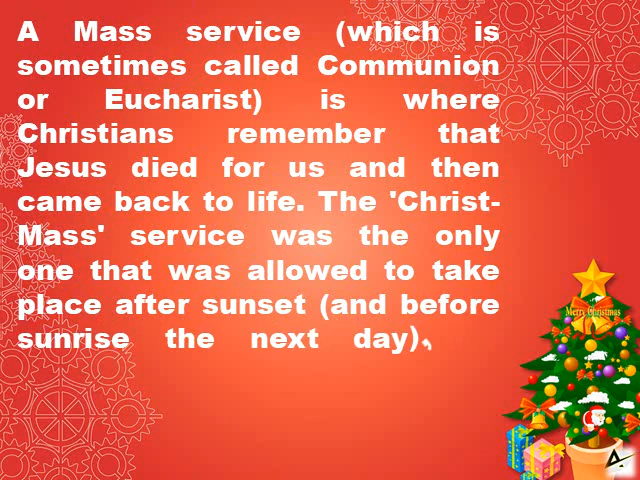 A Mass service (which is
sometimes called Communion
or Eucharist) is where
Christians remember that
Jesus died for us and then
came back to life. The 'Christ-
Mass' service was the only
one that was allowed to take
place after sunset (and before
sunrise the next day)،
Merry Christmas